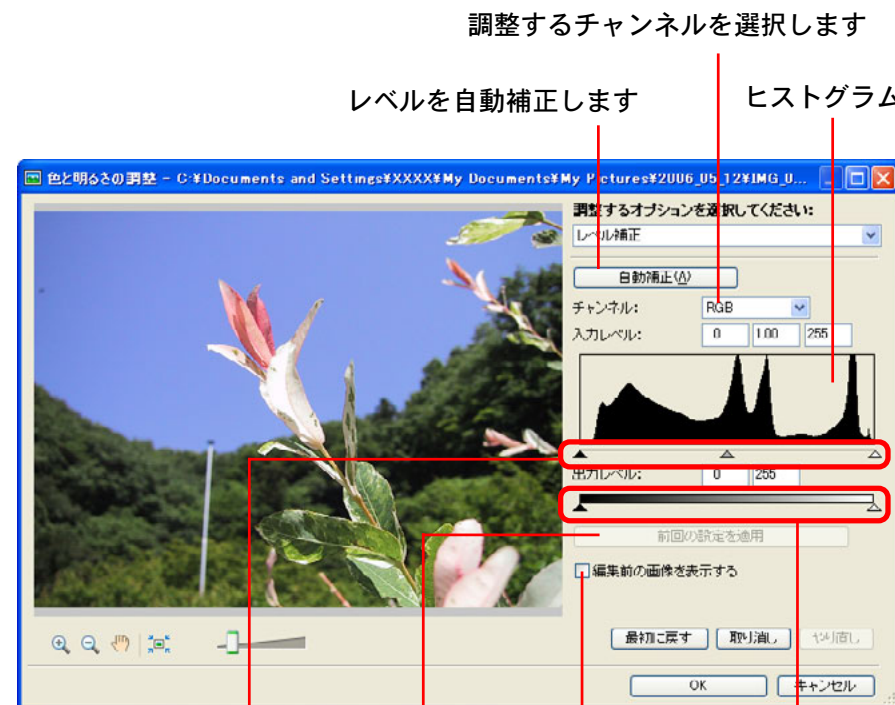 調整するチャンネルを選択します
レベルを自動補正します
ヒストグラム
色と明るさの調整 - C:¥Documents and Settings¥XXXX¥My Documents¥My Pictures¥2006_05_12¥IMG_0...
調整するオプションを選択してください:
レベル補正
自動補正(A)
チャンネル: RGB
入力レベル: 0 1.00 255
出力レベル: 0 255
前回の設定を適用
編集前の画像を表示する
最初に戻す 取り消し やり直し
OK キャンセル